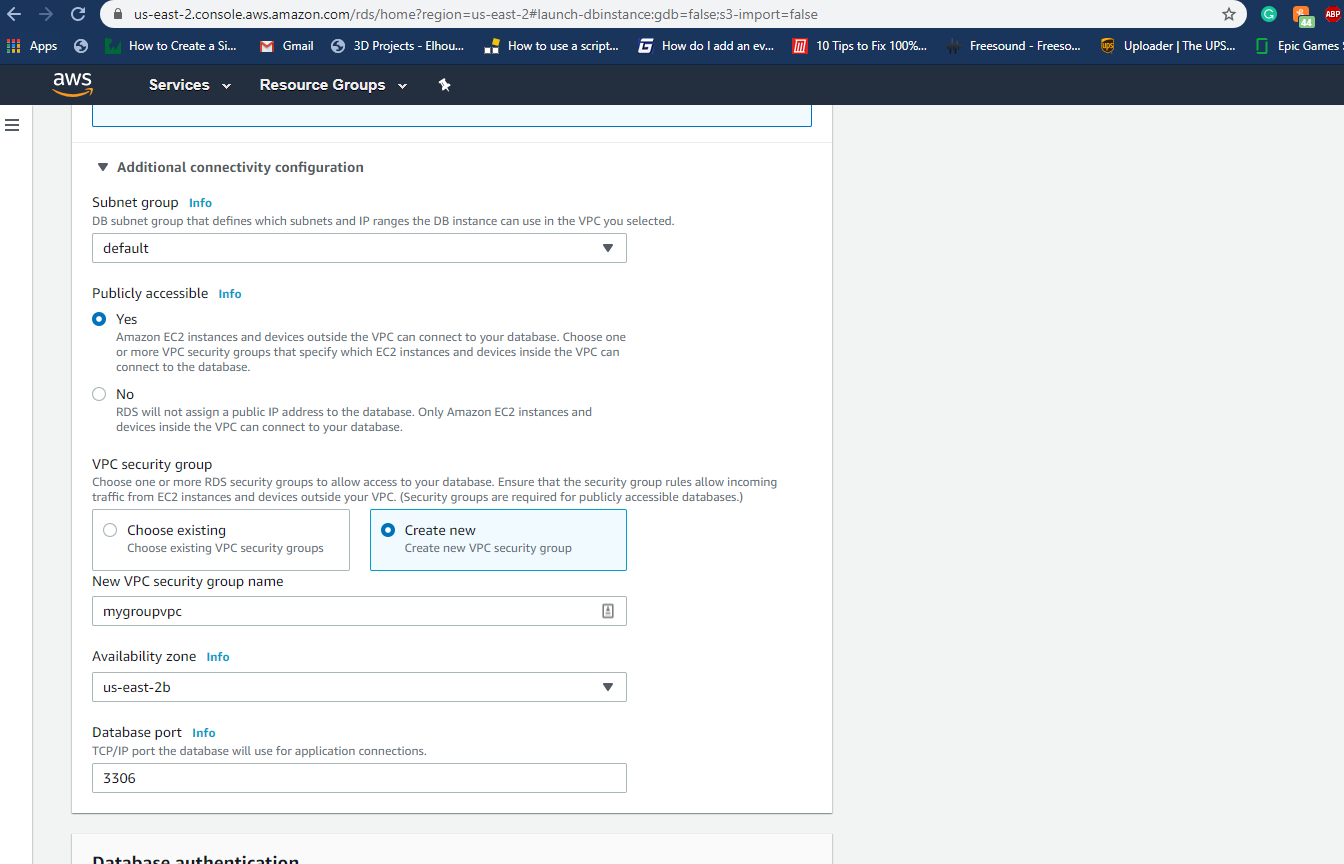 us-east-2.console.aws.amazon.com/rds/home?region=us-east-2#launch-dbinstance:gdb=false;s3-import=false
G
44
ABP
Apps
How to Create a Si...
Gmail
3D Projects - Elhou...
How to use a script...
How do I add an ev...
10 Tips to Fix 100%...
Freesound - Freeso...
ups
Uploader | The UPS...
Epic Games
aws
Services
Resource Groups
Additional connectivity configuration
Subnet group Info
DB subnet group that defines which subnets and IP ranges the DB instance can use in the VPC you selected.
default
Publicly accessible Info
Yes
Amazon EC2 instances and devices outside the VPC can connect to your database. Choose one
or more VPC security groups that specify which EC2 instances and devices inside the VPC can
connect to the database.
No
RDS will not assign a public IP address to the database. Only Amazon EC2 instances and
devices inside the VPC can connect to your database.
VPC security group
Choose one or more RDS security groups to allow access to your database. Ensure that the security group rules allow incoming
traffic from EC2 instances and devices outside your VPC. (Security groups are required for publicly accessible databases.)
Choose existing
Choose existing VPC security groups
Create new
Create new VPC security group
New VPC security group name
mygroupvpc
Availability zone Info
us-east-2b
Database port Info
TCP/IP port the database will use for application connections.
3306
Database authentication